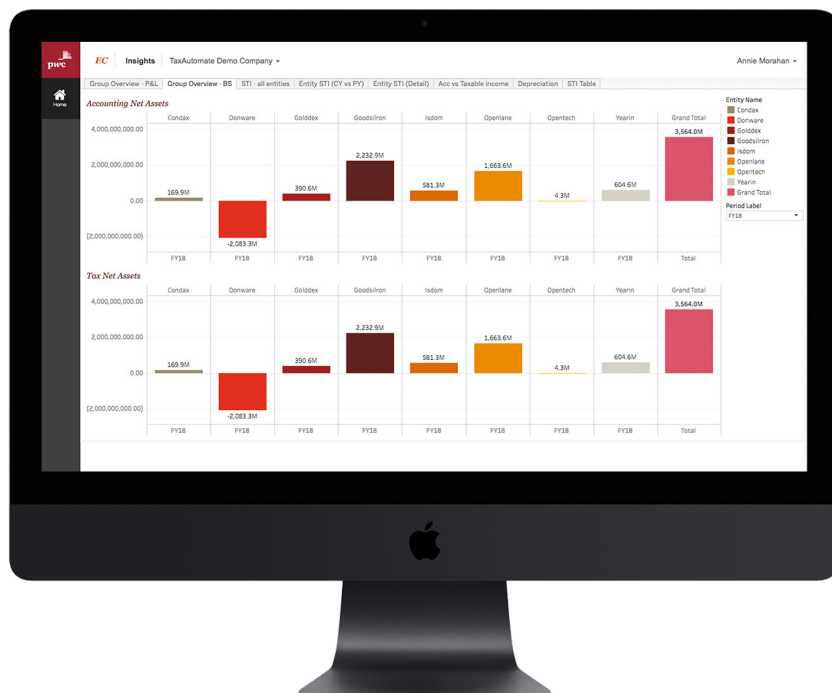 pwc
EC Insights TaxAutomate Demo Company
Annie Morahan
Home
Group Overview - P&L Group Overview - BS STI - all entities Entity STI (CY vs PY) Entity STI (Detail) Acc vs Taxable income Depreciation STI Table
Accounting Net Assets
Condax Donware Golddex GoodsiIron Isdom Openlane Opentech Yearin Grand Total
4,000,000,000.00
2,000,000,000.00
0.00
(2,000,000,000.00)
169.9M -2,083.3M 390.6M 2,232.9M 581.3M 1,663.6M 4.3M 604.6M 3,564.0M
FY18 FY18 FY18 FY18 FY18 FY18 FY18 FY18 Total
Tax Net Assets
Condax Donware Golddex GoodsiIron Isdom Openlane Opentech Yearin Grand Total
4,000,000,000.00
2,000,000,000.00
0.00
(2,000,000,000.00)
169.9M -2,083.3M 390.6M 2,232.9M 581.3M 1,663.6M 4.3M 604.6M 3,564.0M
FY18 FY18 FY18 FY18 FY18 FY18 FY18 FY18 Total
Entity Name
Condax
Donware
Golddex
GoodsiIron
Isdom
Openlane
Opentech
Yearin
Grand Total
Period Label
FY18